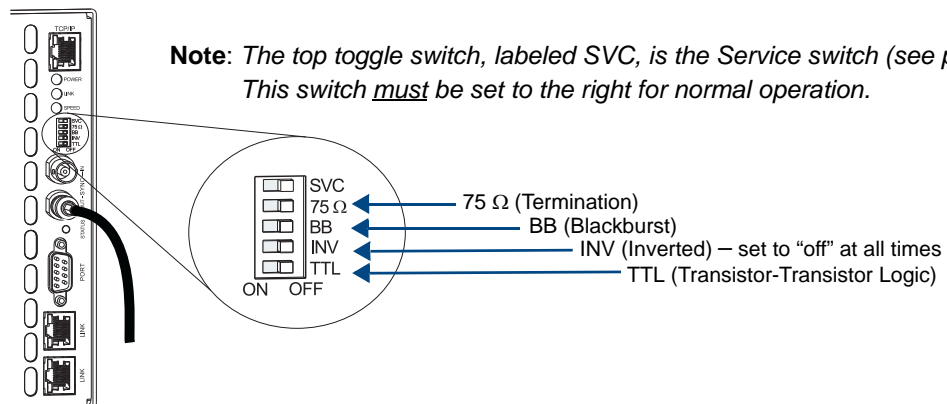 Note: The top toggle switch, labeled SVC, is the Service switch (see p
This switch must be set to the right for normal operation.
TCP/IP
POWER
LINK
SPEED
SVC
75 Ω
BB
INV
TTL
ON OFF
SYNC IN
STATUS
PORT
LINK
LINK
SVC
75 Ω
BB
INV
TTL
ON OFF
75 Ω (Termination)
BB (Blackburst)
INV (Inverted) – set to “off” at all times
TTL (Transistor-Transistor Logic)